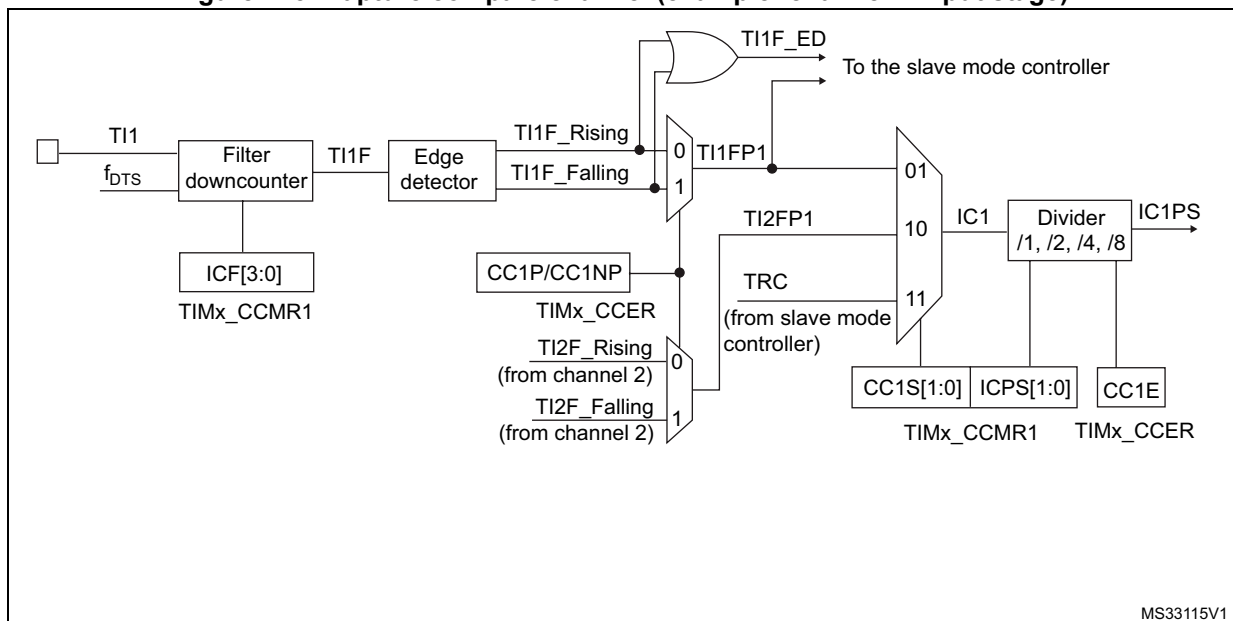 TI1F_ED
To the slave mode controller
TI1
TI1F_Rising
Filter
downcounter
TI1F
Edge
detector
0
TI1FP1
01
fDTS
TI1F_Falling
1
TI2FP1
10
IC1
Divider
/1, /2, /4, /8
IC1PS
ICF[3:0]
CC1P/CC1NP
TRC
11
TIMx_CCMR1
TIMx_CCER
(from slave mode
controller)
TI2F_Rising
0
(from channel 2)
CC1S[1:0]
ICPS[1:0]
CC1E
TI2F_Falling
1
(from channel 2)
TIMx_CCMR1
TIMx_CCER
MS33115V1